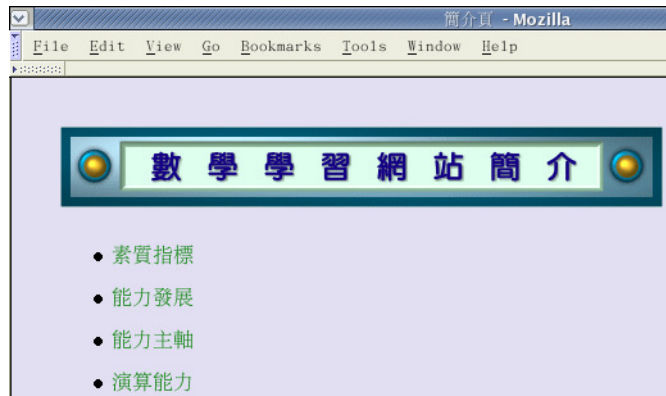 簡介頁 - Mozilla
File Edit View Go Bookmarks Tools Window Help
數學學習網站簡介
素質指標
能力發展
能力主軸
演算能力